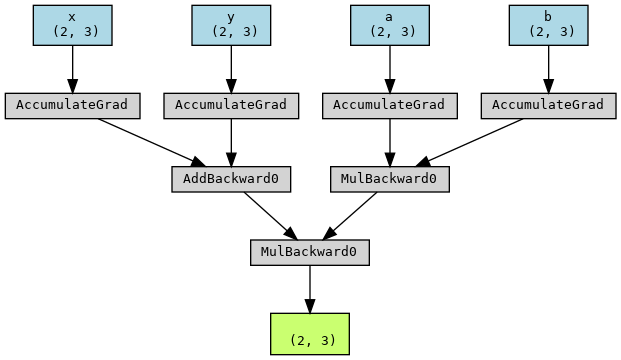 x
(2, 3)
y
(2, 3)
a
(2, 3)
b
(2, 3)
AccumulateGrad
AccumulateGrad
AccumulateGrad
AccumulateGrad
AddBackward0
MulBackward0
MulBackward0
(2, 3)